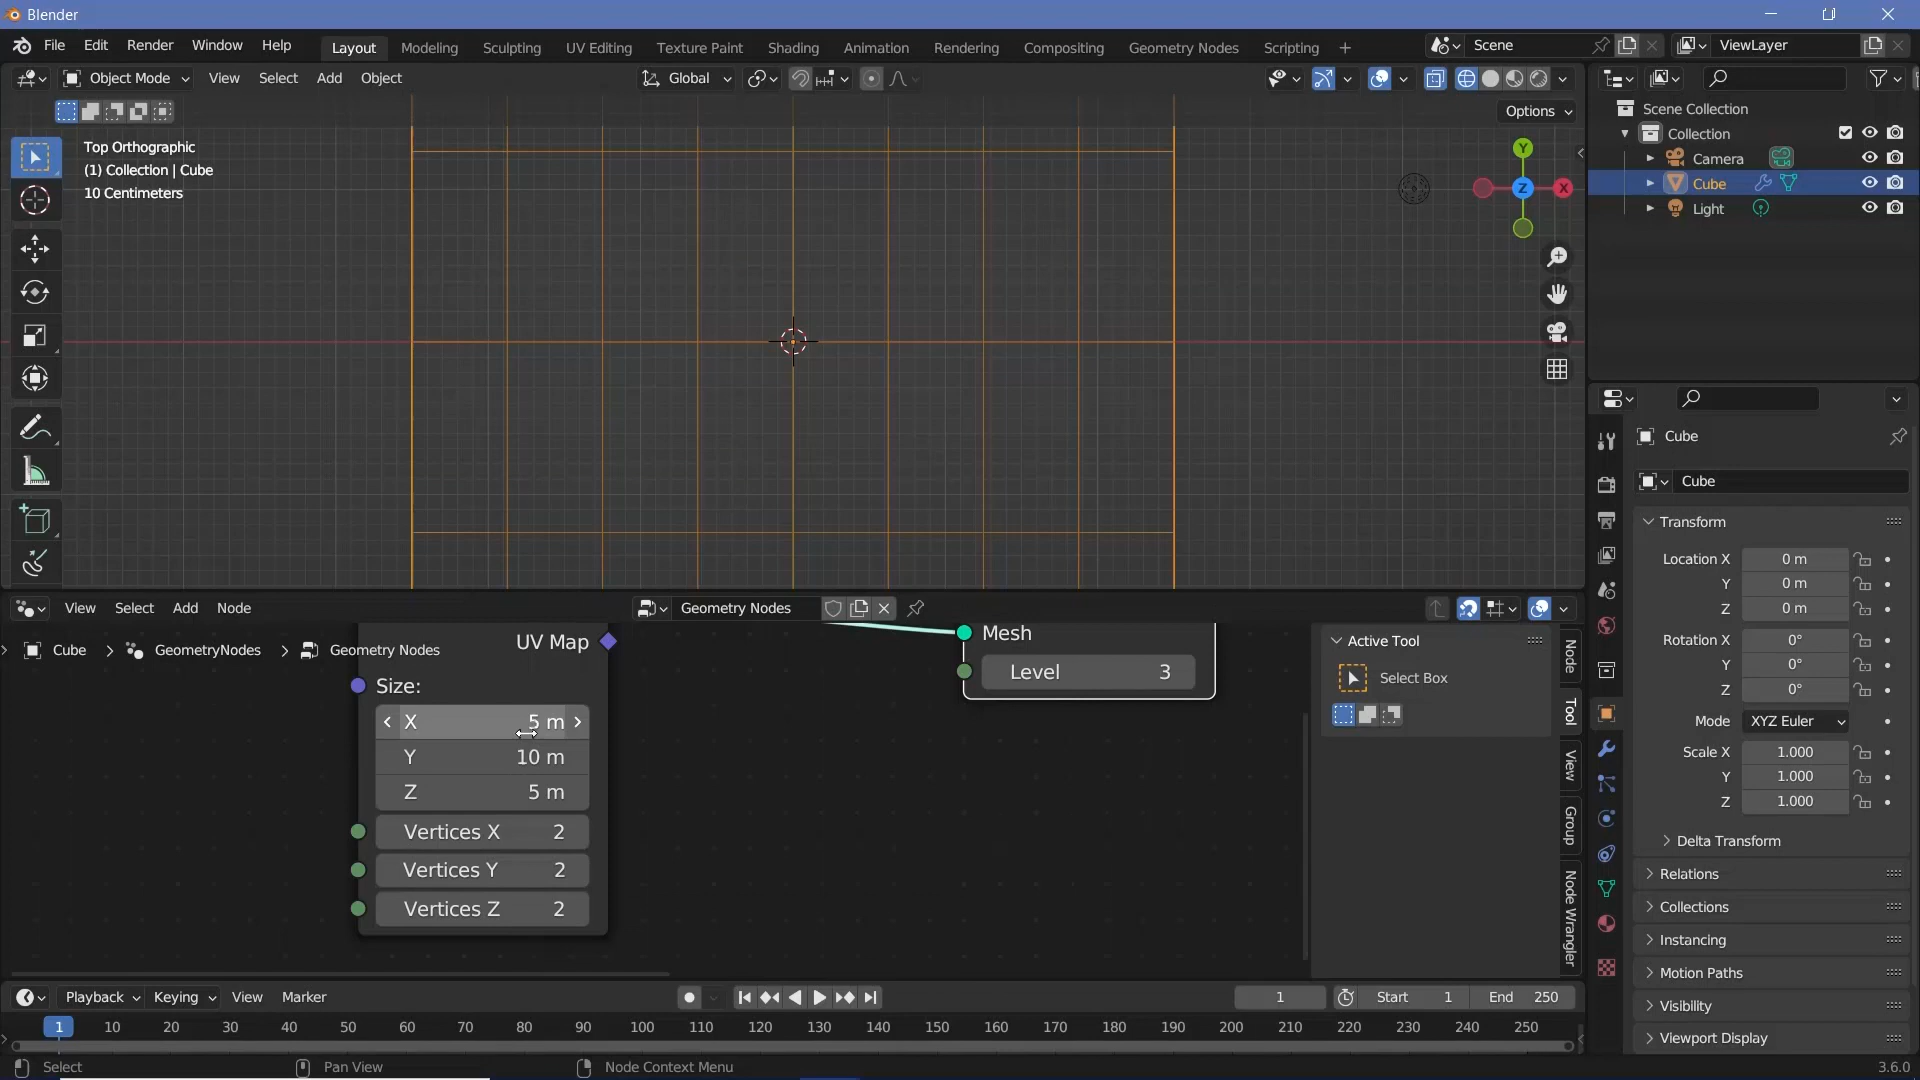 Blender
File Edit Render Window Help
Layout Modeling Sculpting UV Editing Texture Paint Shading Animation Rendering Compositing Geometry Nodes Scripting +
Scene
ViewLayer
Object Mode View Select Add Object
Global
Options
Top Orthographic
(1) Collection | Cube
10 Centimeters
Y
Z
X
Scene Collection
Collection
Camera
Cube
Light
Cube
Cube
Transform
Location X 0 m
Y 0 m
Z 0 m
Rotation X 0°
Y 0°
Z 0°
Mode XYZ Euler
Scale X 1.000
Y 1.000
Z 1.000
Delta Transform
Relations
Collections
Instancing
Motion Paths
Visibility
Viewport Display
View Select Add Node
Geometry Nodes
Cube > GeometryNodes > Geometry Nodes
UV Map
Size:
X 5 m
Y 10 m
Z 5 m
Vertices X 2
Vertices Y 2
Vertices Z 2
Mesh
Level 3
Active Tool
Select Box
Node
Tool
View
Group
Node Wrangler
Playback Keying View Marker
1
Start 1
End 250
1 10 20 30 40 50 60 70 80 90 100 110 120 130 140 150 160 170 180 190 200 210 220 230 240 250
Select
Pan View
Node Context Menu
3.6.0